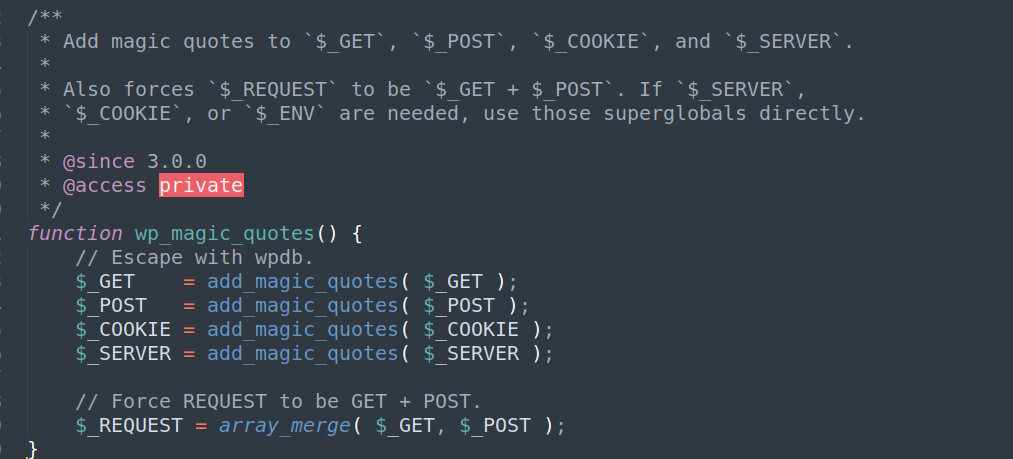 /**
 * Add magic quotes to `$_GET`, `$_POST`, `$_COOKIE`, and `$_SERVER`.
 *
 * Also forces `$_REQUEST` to be `$_GET + $_POST`. If `$_SERVER`,
 * `$_COOKIE`, or `$_ENV` are needed, use those superglobals directly.
 *
 * @since 3.0.0
 * @access private
 */
function wp_magic_quotes() {
    // Escape with wpdb.
    $_GET    = add_magic_quotes( $_GET );
    $_POST   = add_magic_quotes( $_POST );
    $_COOKIE = add_magic_quotes( $_COOKIE );
    $_SERVER = add_magic_quotes( $_SERVER );

    // Force REQUEST to be GET + POST.
    $_REQUEST = array_merge( $_GET, $_POST );
}